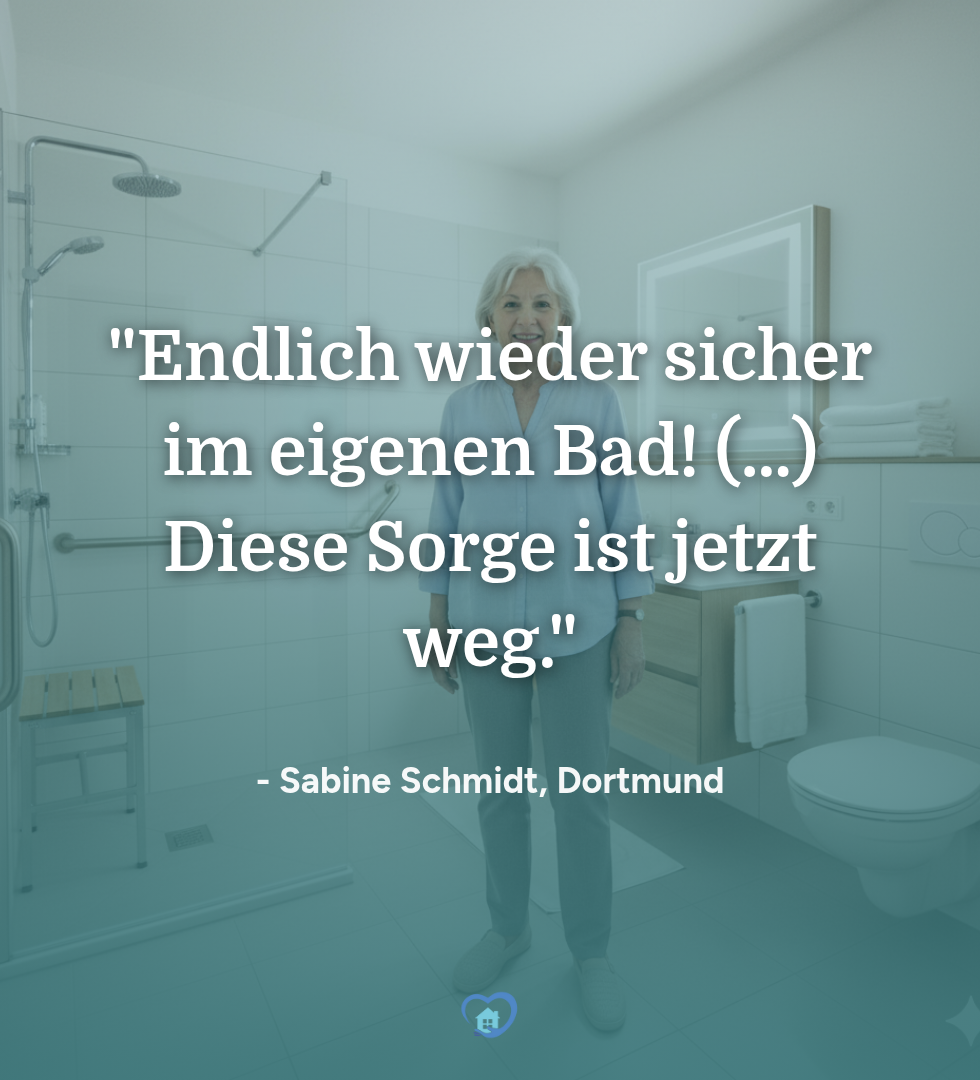 "Endlich wieder sicher
im eigenen Bad! (...)
Diese Sorge ist jetzt
weg."
- Sabine Schmidt, Dortmund